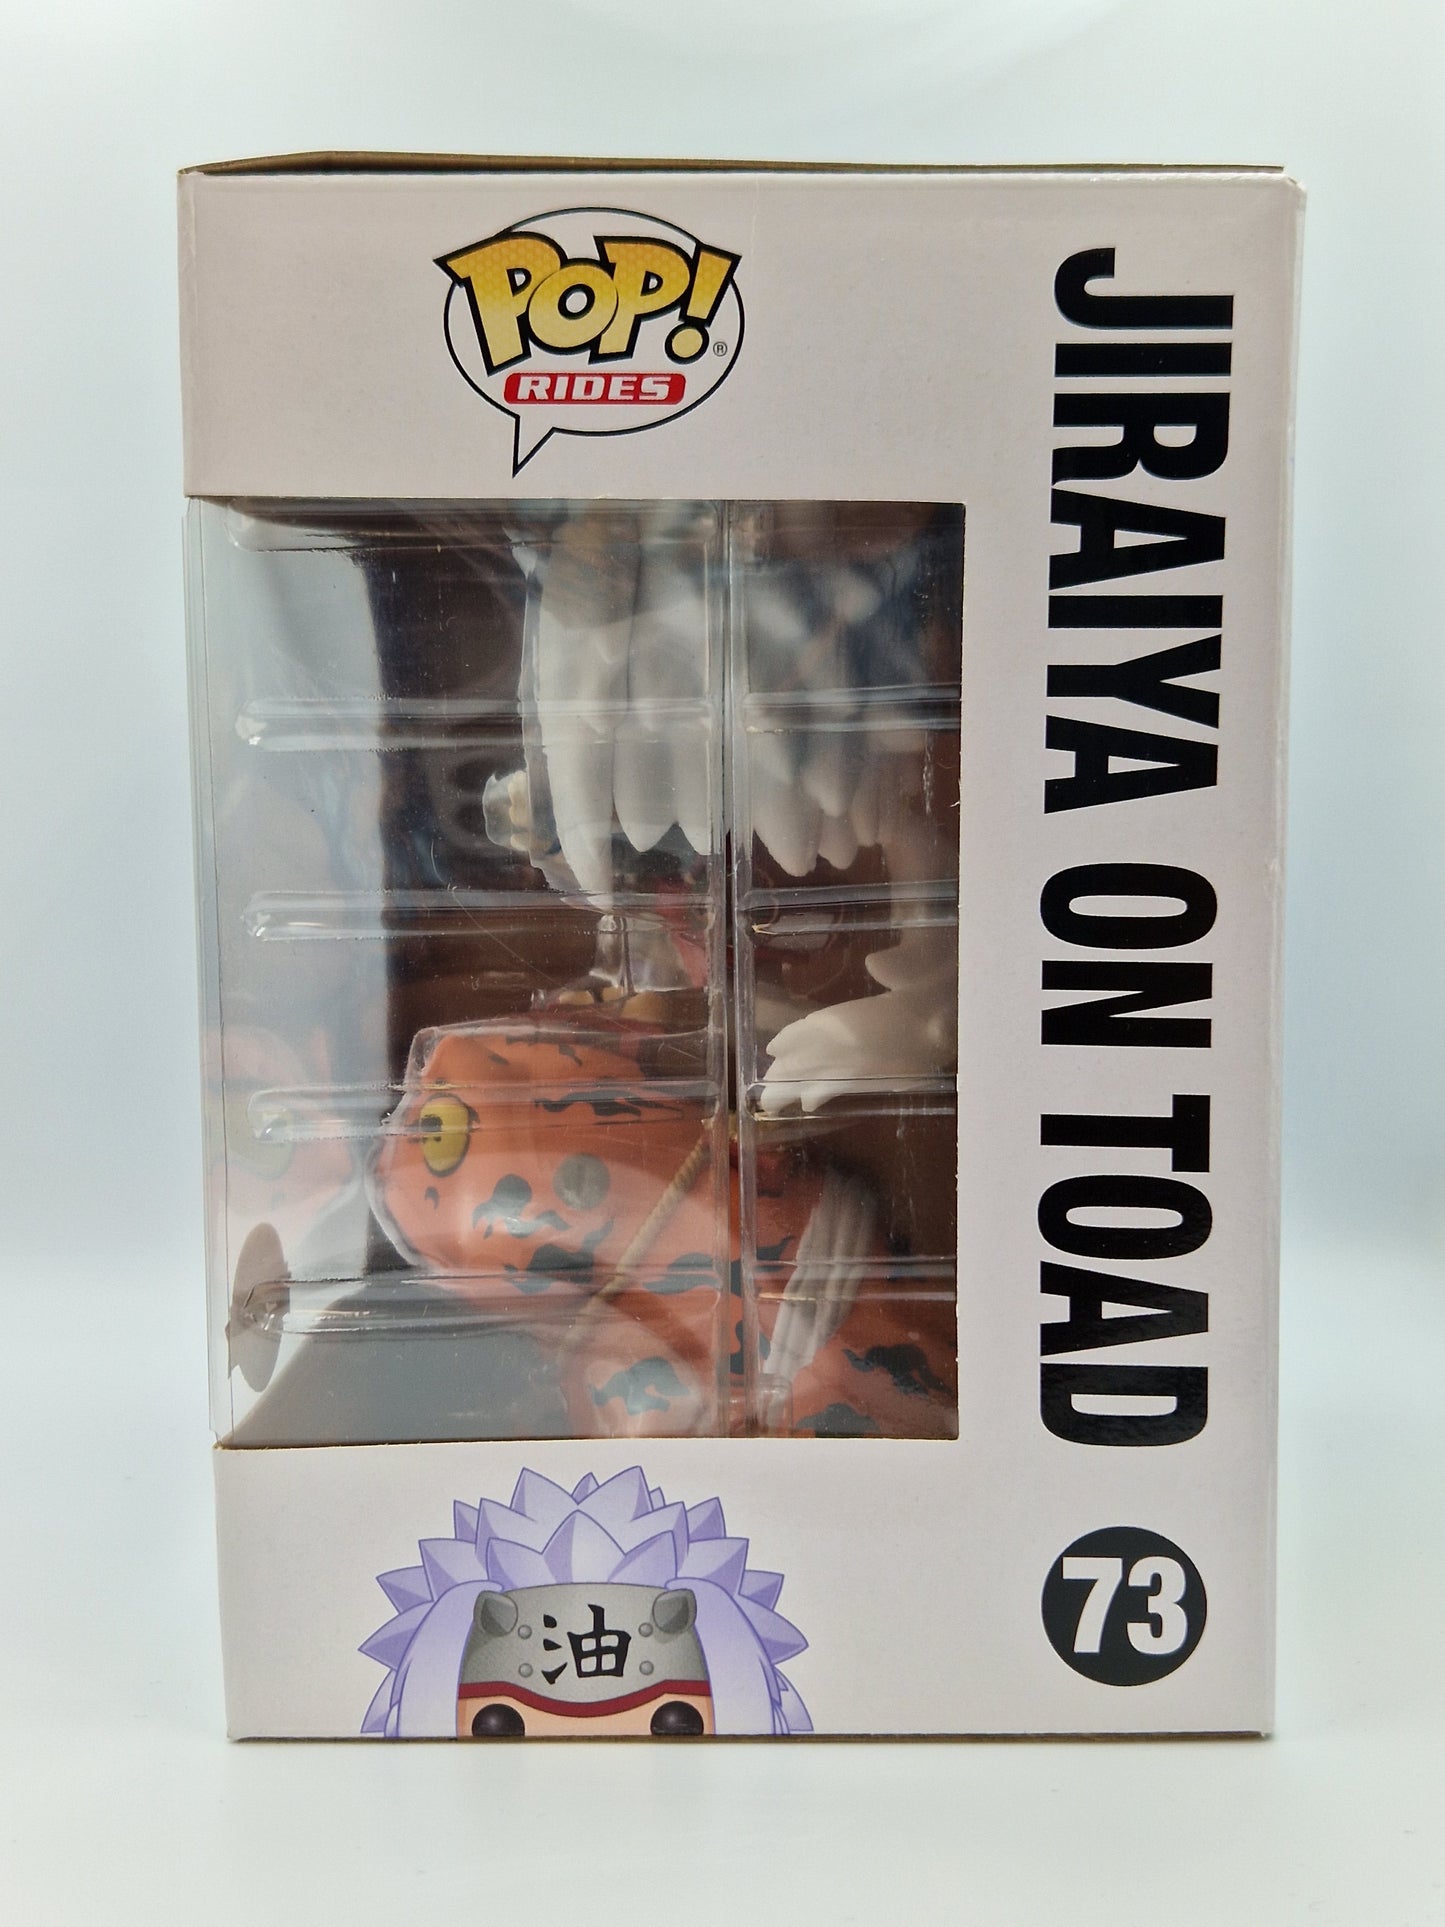 POP! ®
RIDES
JIRAIYA ON TOAD
73
油